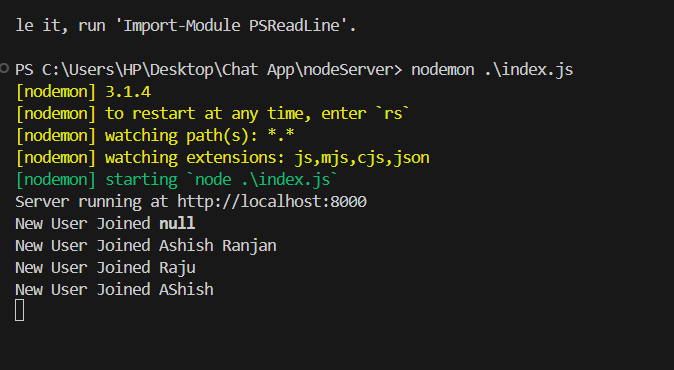 le it, run 'Import-Module PSReadLine'.
PS C:\Users\HP\Desktop\Chat App\nodeServer> nodemon .\index.js
[nodemon] 3.1.4
[nodemon] to restart at any time, enter `rs`
[nodemon] watching path(s): *.*
[nodemon] watching extensions: js,mjs,cjs,json
[nodemon] starting `node .\index.js`
Server running at http://localhost:8000
New User Joined null
New User Joined Ashish Ranjan
New User Joined Raju
New User Joined AShish